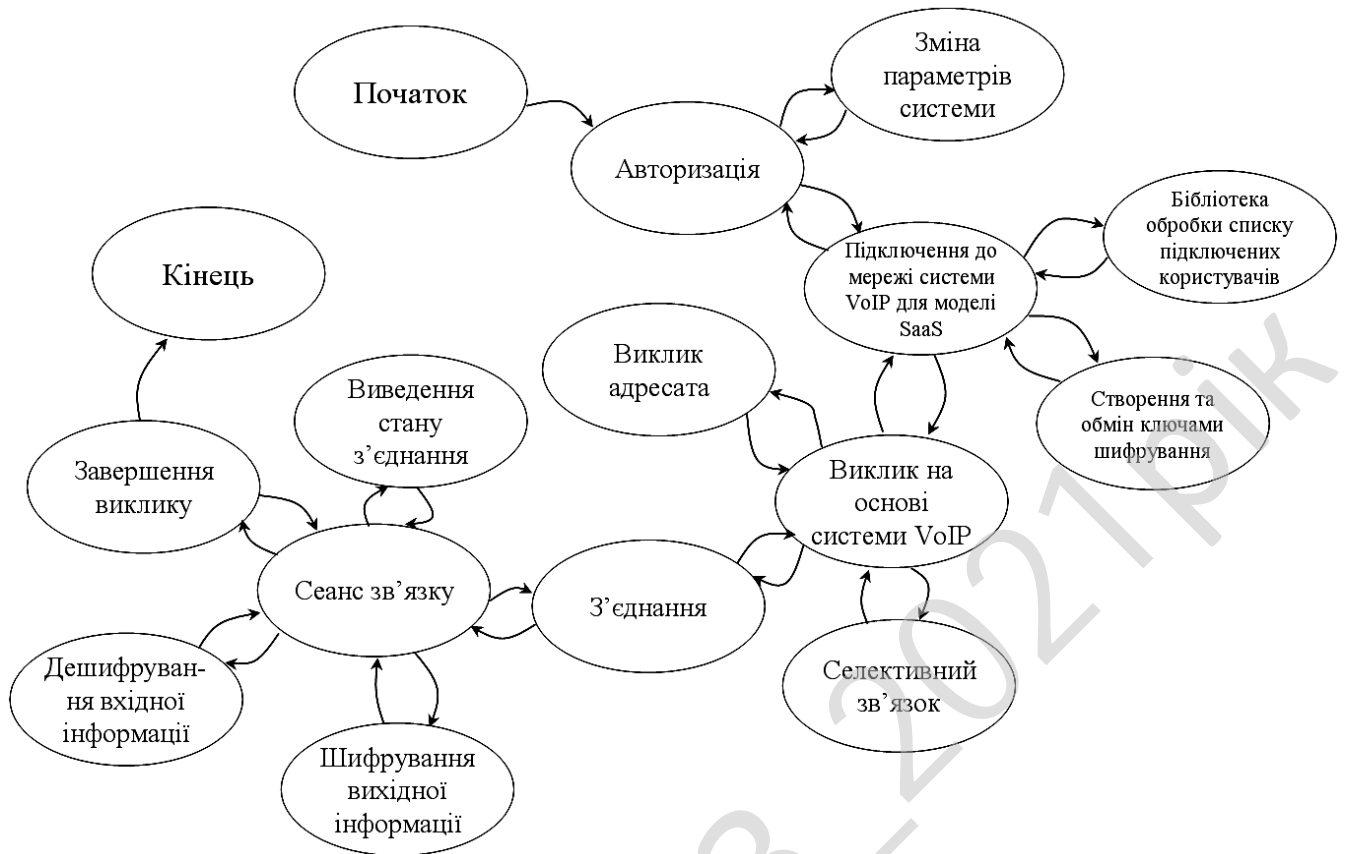 Початок
Зміна
параметрів
системи
Авторизація
Бібліотека
обробки списку
підключених
користувачів
Кінець
Підключення до
мережі системи
VoIP для моделі
SaaS
Виклик
адресата
Виведення
стану
з’єднання
Створення та
обмін ключами
шифрування
Завершення
виклику
Виклик на
основі
системи VoIP
Сеанс зв’язку
З’єднання
Дешифруван-
ня вхідної
інформації
Селективний
зв’язок
Шифрування
вихідної
інформації
_2021рік